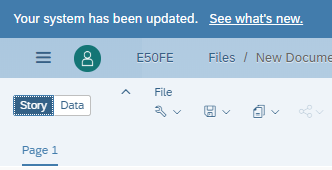 Your system has been updated. See what's new.
E50FE Files / New Docume
File
Story Data
Page 1